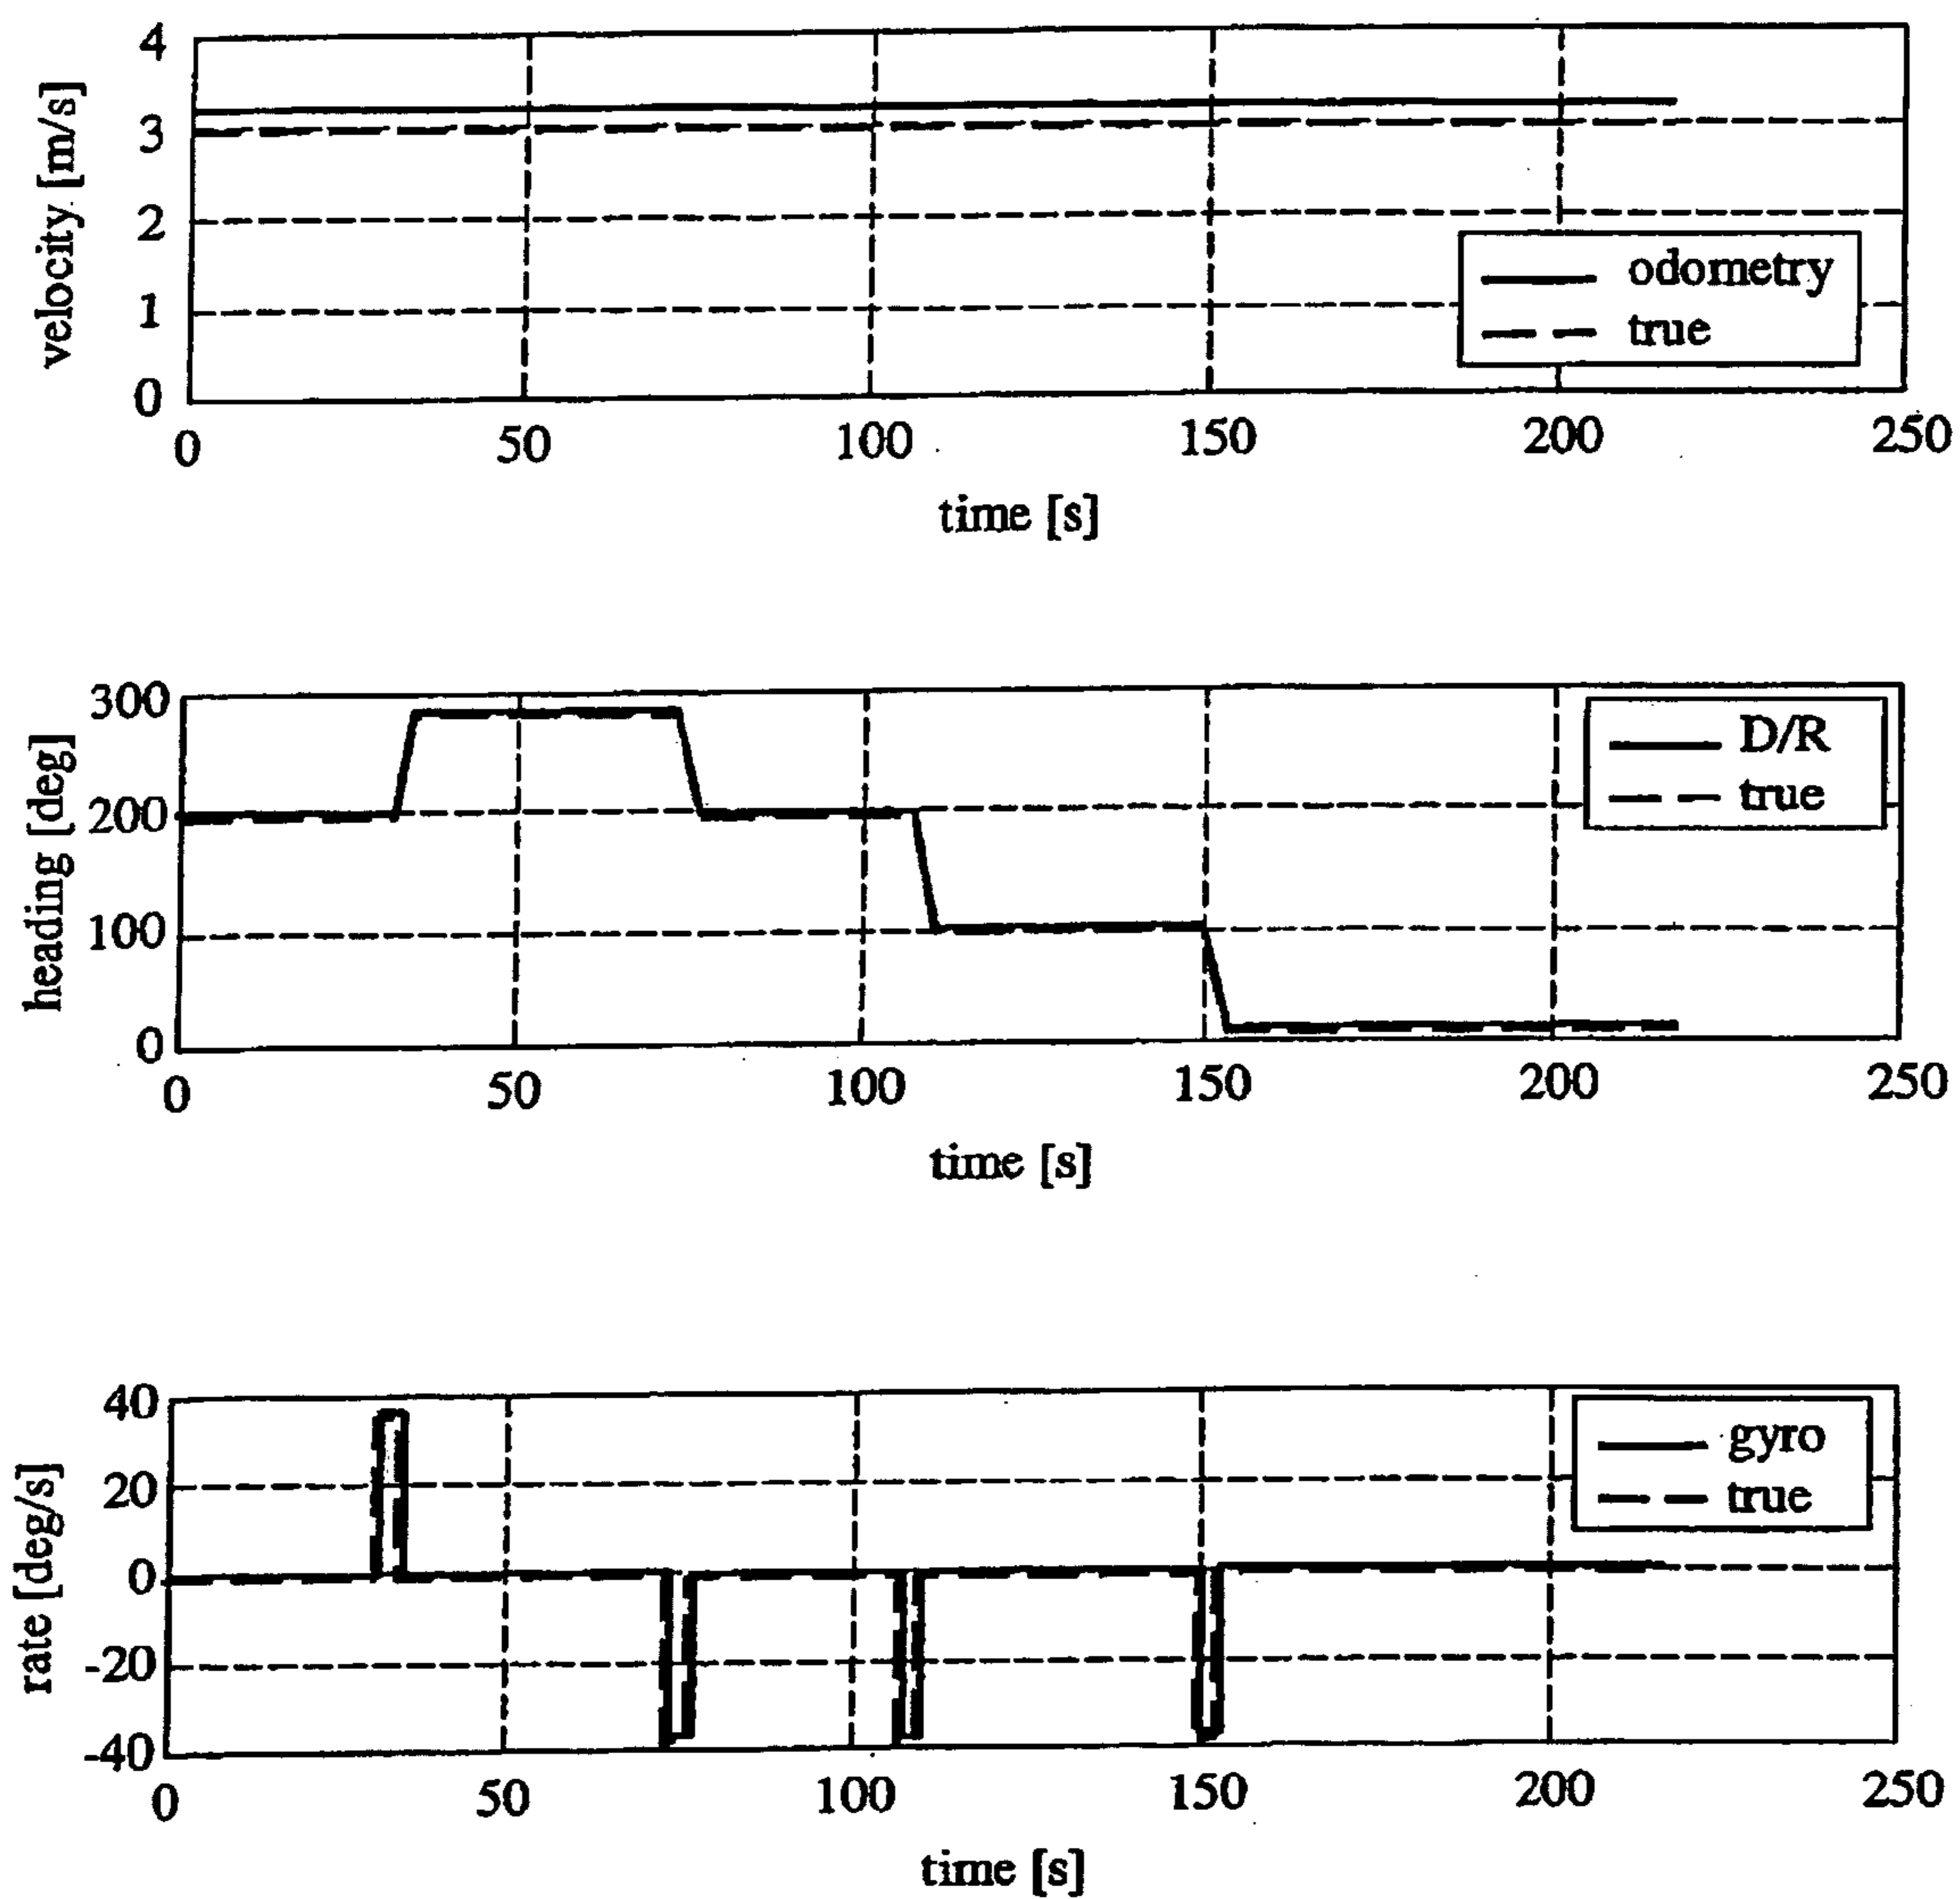 4
3
2
1
0
velocity [m/s]
odometry
true
0 50 100 150 200 250
time [s]
300
200
100
0
heading [deg]
D/R
true
0 50 100 150 200 250
time [s]
40
20
0
-20
-40
rate [deg/s]
gyro
true
0 50 100 150 200 250
time [s]